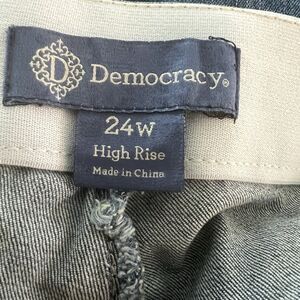 D Democracy®
24W
High Rise
Made in China